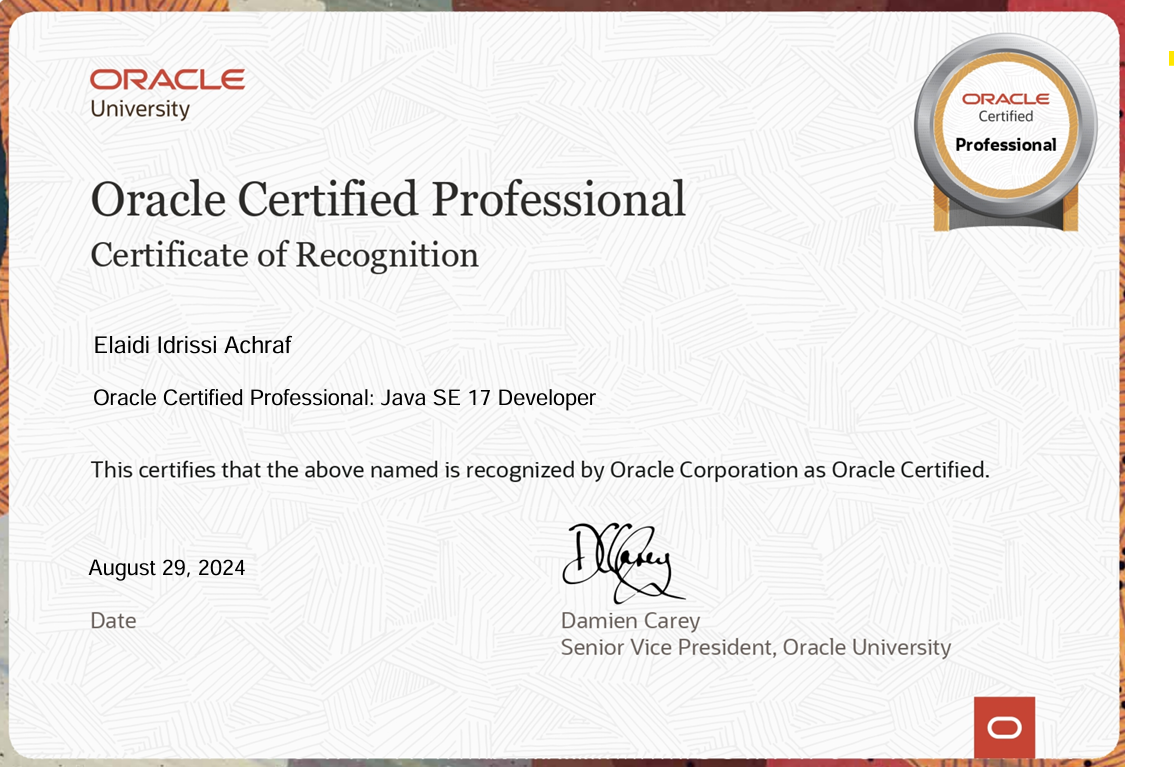 ORACLE
University
ORACLE
Certified
Professional
Oracle Certified Professional
Certificate of Recognition
Elaidi Idrissi Achraf
Oracle Certified Professional: Java SE 17 Developer
This certifies that the above named is recognized by Oracle Corporation as Oracle Certified.
August 29, 2024
Date
DCarey
Damien Carey
Senior Vice President, Oracle University